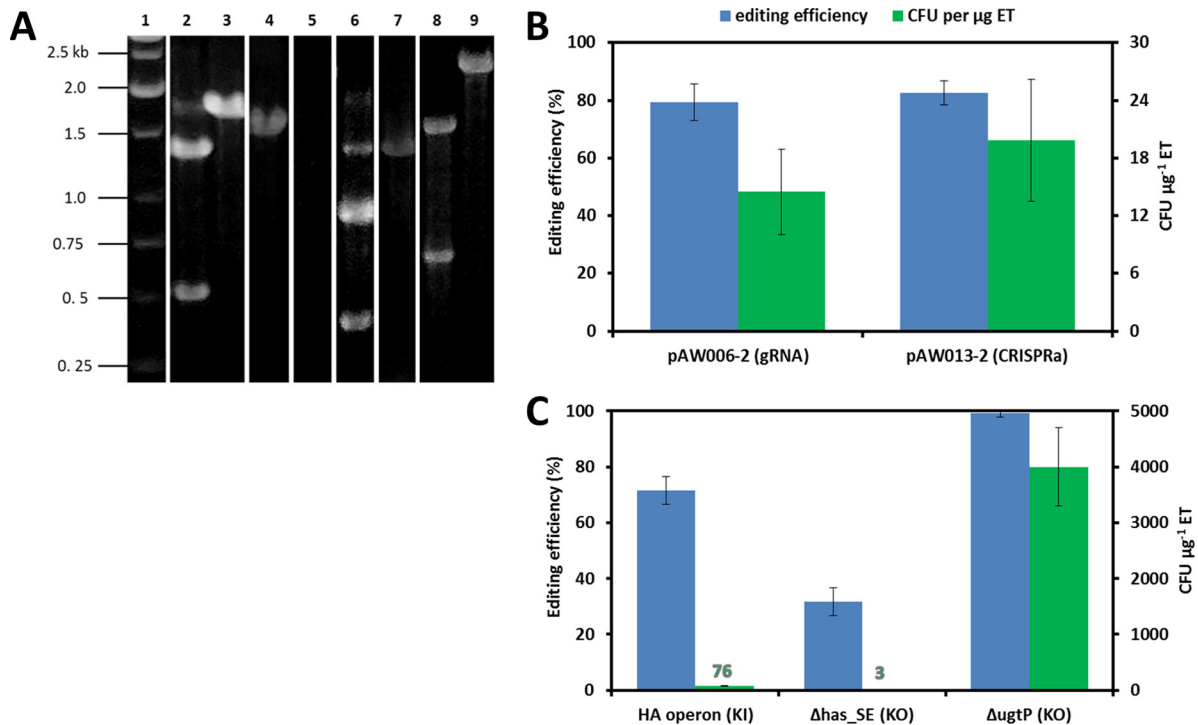 A
1 2 3 4 5 6 7 8 9
2.5 kb
2.0
1.5
1.0
0.75
0.5
0.25
B
editing efficiency CFU per µg ET
100
80
60
40
20
0
Editing efficiency (%)
30
24
18
12
6
0
CFU µg⁻¹ ET
pAW006-2 (gRNA) pAW013-2 (CRISPRa)
C
100
80
60
40
20
0
Editing efficiency (%)
76
3
5000
4000
3000
2000
1000
0
CFU µg⁻¹ ET
HA operon (KI) Δhas_SE (KO) ΔugtP (KO)